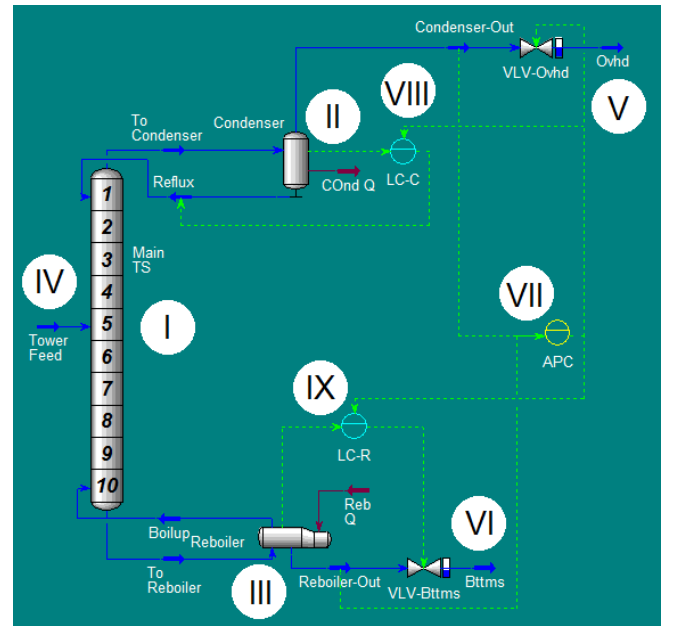 Condenser-Out
VLV-Ovhd
Ovhd
V
VIII
II
To
Condenser
Condenser
LC-C
COnd Q
Reflux
1
2
3
4
5
6
7
8
9
10
Main
TS
IV
I
Tower
Feed
VII
APC
IX
LC-R
Reb
Q
VI
Boilup
Reboiler
To
Reboiler
III
Reboiler-Out
VLV-Bttms
Bttms